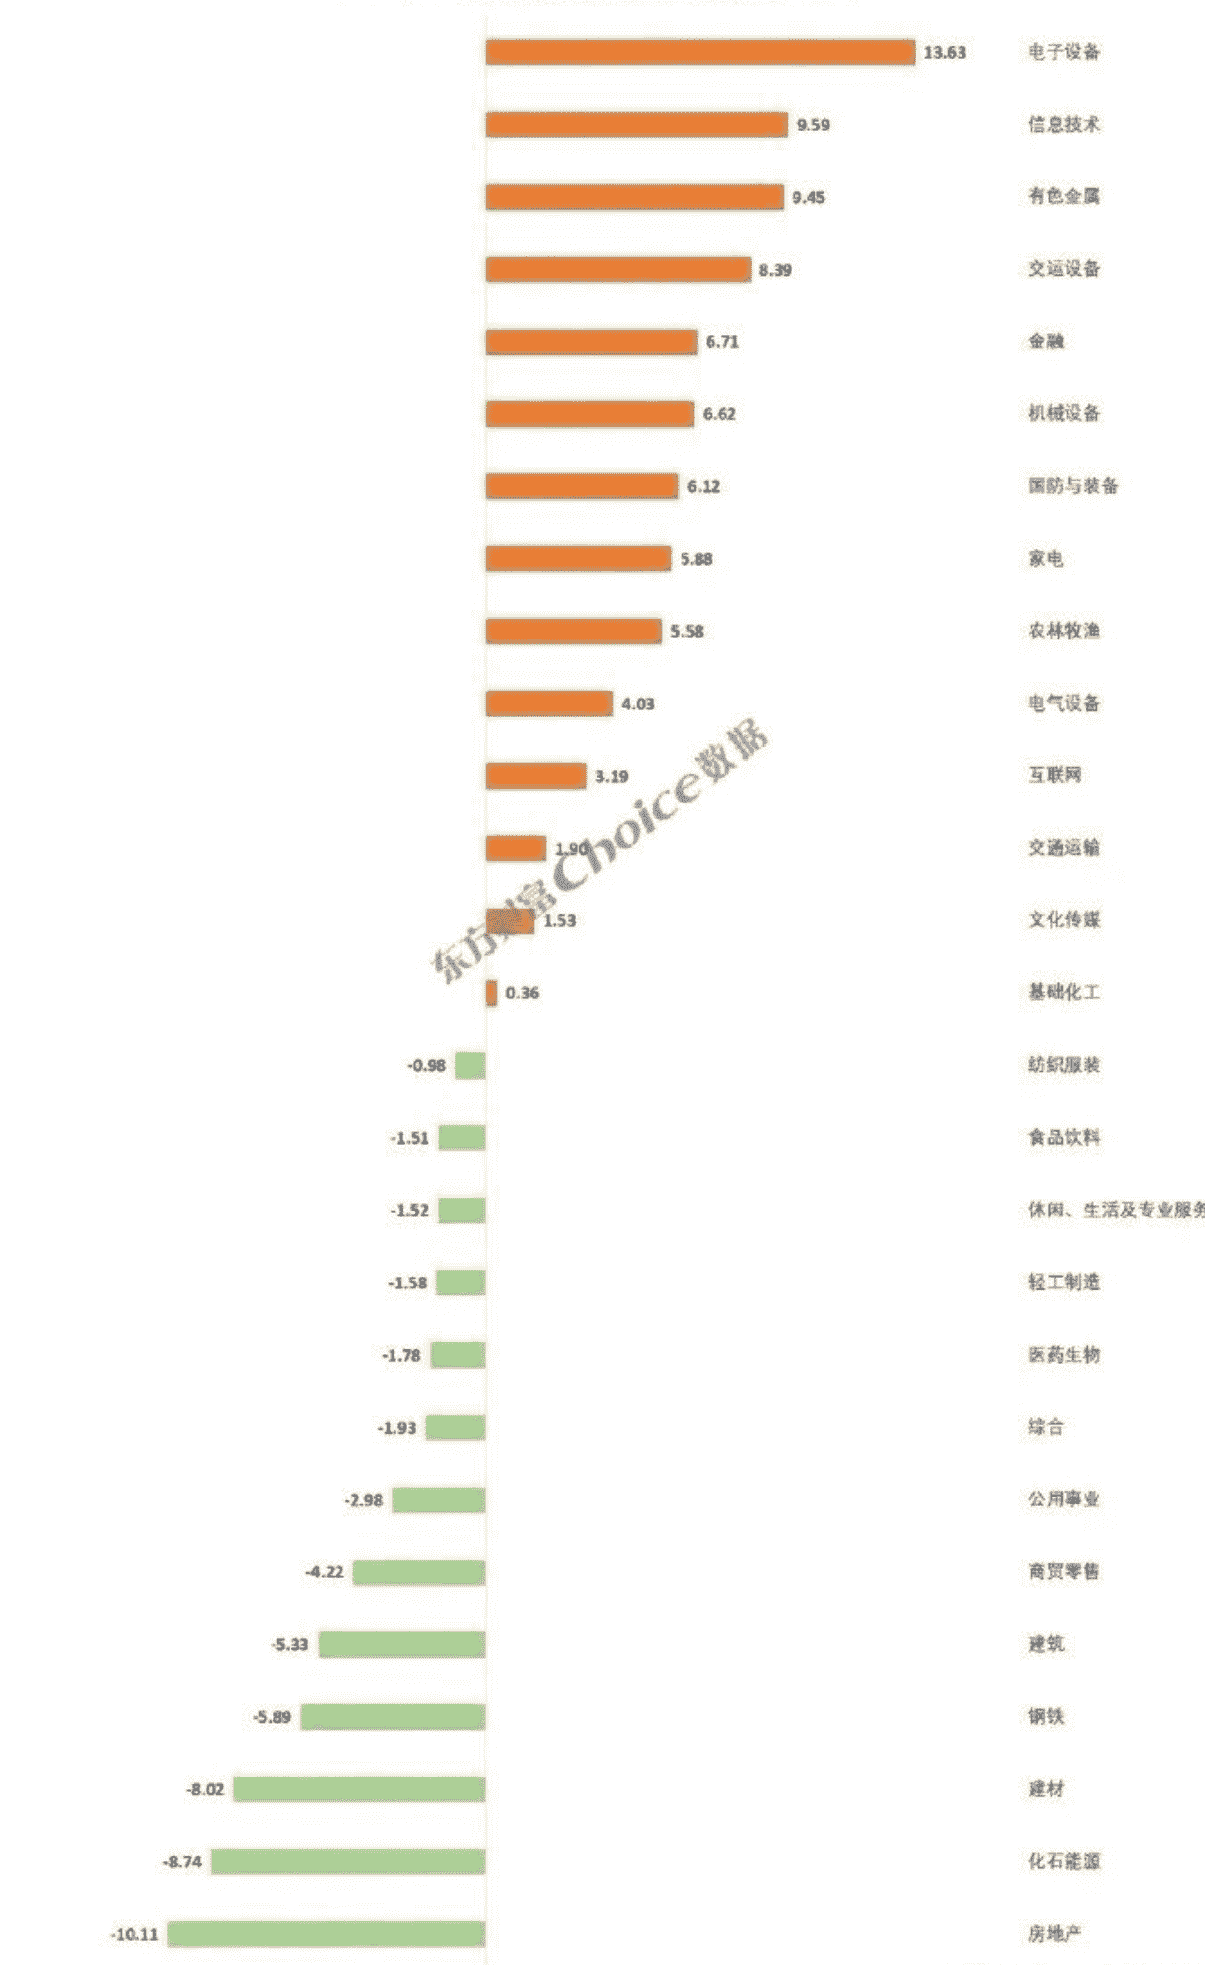 13.63 电子设备
9.59 信息技术
9.45 有色金属
8.39 交运设备
6.71 金融
6.62 机械设备
6.12 国防与装备
5.88 家电
5.58 农林牧渔
4.03 电气设备
3.19 互联网
1.90 交通运输
1.53 文化传媒
0.36 基础化工
-0.98 纺织服装
-1.51 食品饮料
-1.52 休闲、生活及专业服务
-1.58 轻工制造
-1.78 医药生物
-1.93 综合
-2.98 公用事业
-4.22 商贸零售
-5.33 建筑
-5.89 钢铁
-8.02 建材
-8.74 化石能源
-10.11 房地产
东方财富Choice数据